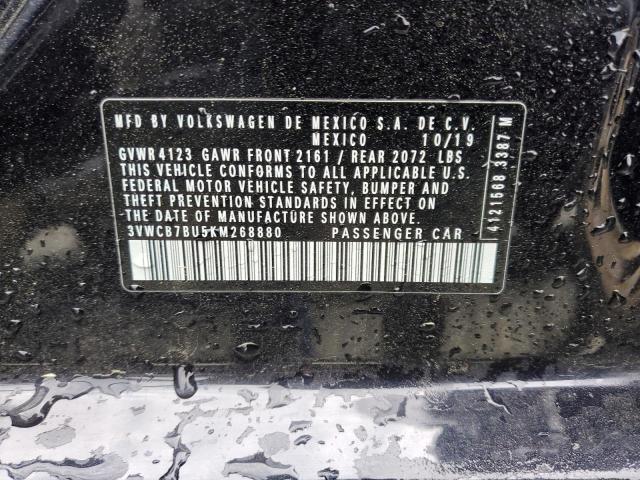 MFD BY VOLKSWAGEN DE MEXICO S.A. DE C.V.
MEXICO 10/19
GVWR 4123 GAWR FRONT 2161 / REAR 2072 LBS
THIS VEHICLE CONFORMS TO ALL APPLICABLE U.S.
FEDERAL MOTOR VEHICLE SAFETY, BUMPER AND
THEFT PREVENTION STANDARDS IN EFFECT ON
THE DATE OF MANUFACTURE SHOWN ABOVE.
3VWCB7BU5KM268880 PASSENGER CAR
4121568 3387 M